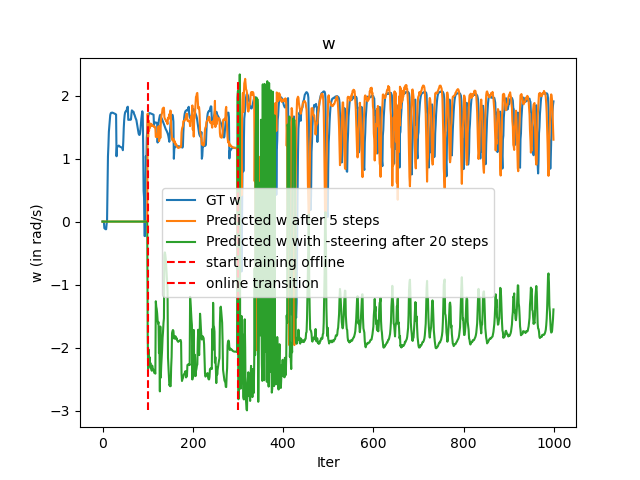 w
w (in rad/s)
2
1
0
−1
−2
−3
GT w
Predicted w after 5 steps
Predicted w with -steering after 20 steps
start training offline
online transition
0
200
400
600
800
1000
Iter